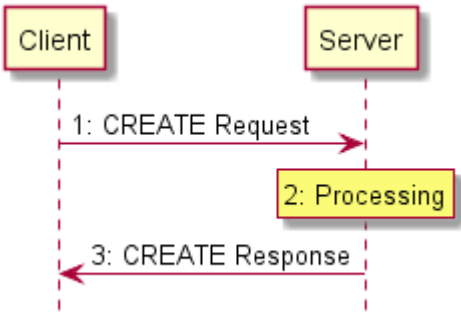 Client
Server
1: CREATE Request
2: Processing
3: CREATE Response